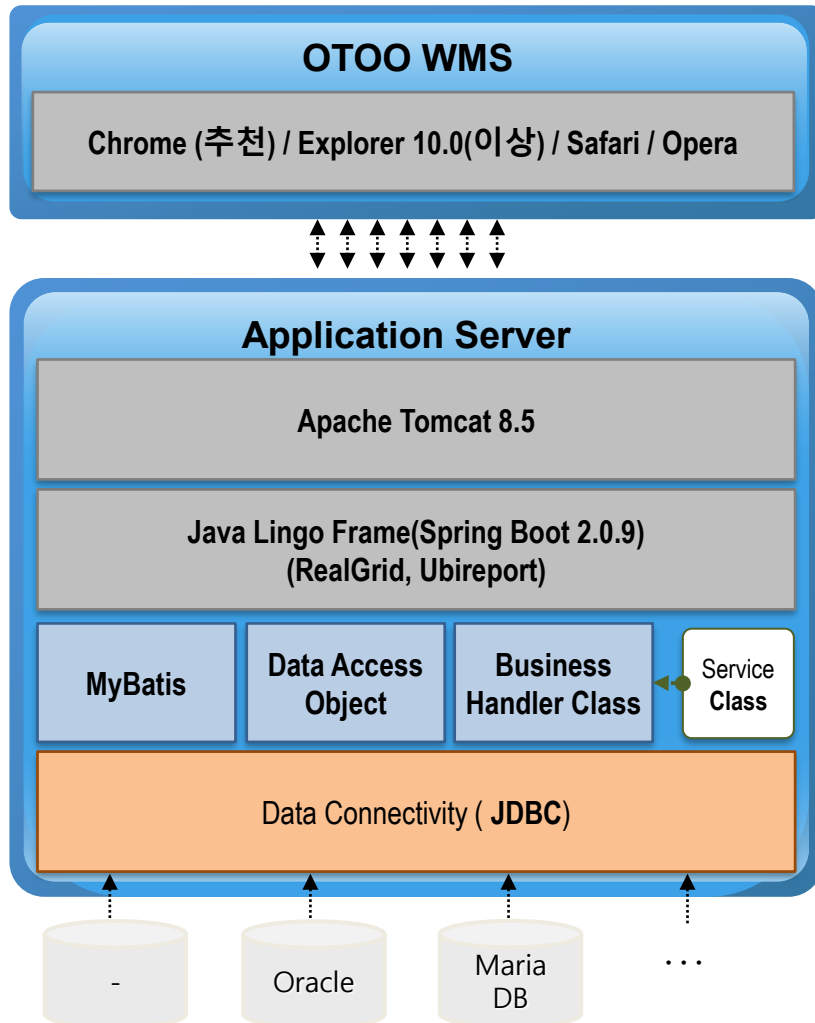 OTOO WMS
Chrome (추천) / Explorer 10.0(이상) / Safari / Opera
Application Server
Apache Tomcat 8.5
Java Lingo Frame(Spring Boot 2.0.9)
(RealGrid, Ubireport)
MyBatis
Data Access
Object
Business
Handler Class
Service
Class
Data Connectivity ( JDBC)
-
Oracle
Maria
DB
...